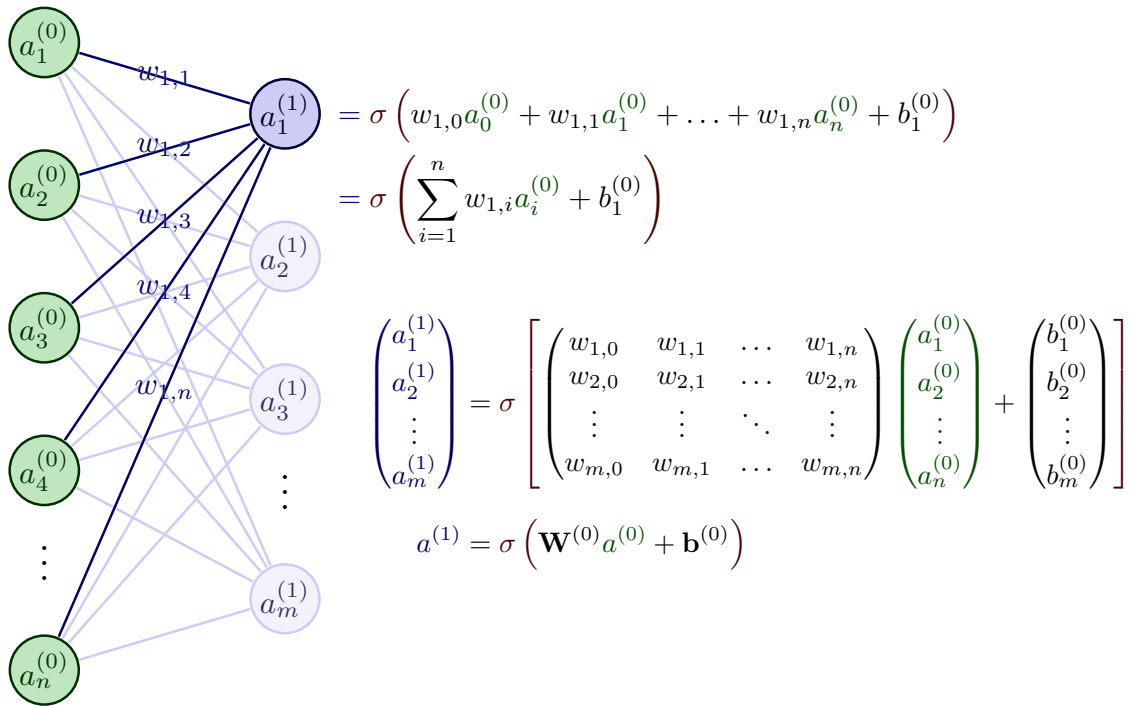 a_1^{(0)}
a_2^{(0)}
a_3^{(0)}
a_4^{(0)}
⋮
a_n^{(0)}
w_{1,1}
w_{1,2}
w_{1,3}
w_{1,4}
w_{1,n}
a_1^{(1)}
a_2^{(1)}
a_3^{(1)}
⋮
a_m^{(1)}
= σ ( w_{1,0} a_0^{(0)} + w_{1,1} a_1^{(0)} + … + w_{1,n} a_n^{(0)} + b_1^{(0)} )
= σ ( ∑_{i=1}^{n} w_{1,i} a_i^{(0)} + b_1^{(0)} )
( a_1^{(1)} a_2^{(1)} ⋮ a_m^{(1)} ) = σ [ ( w_{1,0} w_{1,1} … w_{1,n} w_{2,0} w_{2,1} … w_{2,n} ⋮ ⋮ ⋱ ⋮ w_{m,0} w_{m,1} … w_{m,n} ) ( a_1^{(0)} a_2^{(0)} ⋮ a_n^{(0)} ) + ( b_1^{(0)} b_2^{(0)} ⋮ b_m^{(0)} ) ]
a^{(1)} = σ ( W^{(0)} a^{(0)} + b^{(0)} )